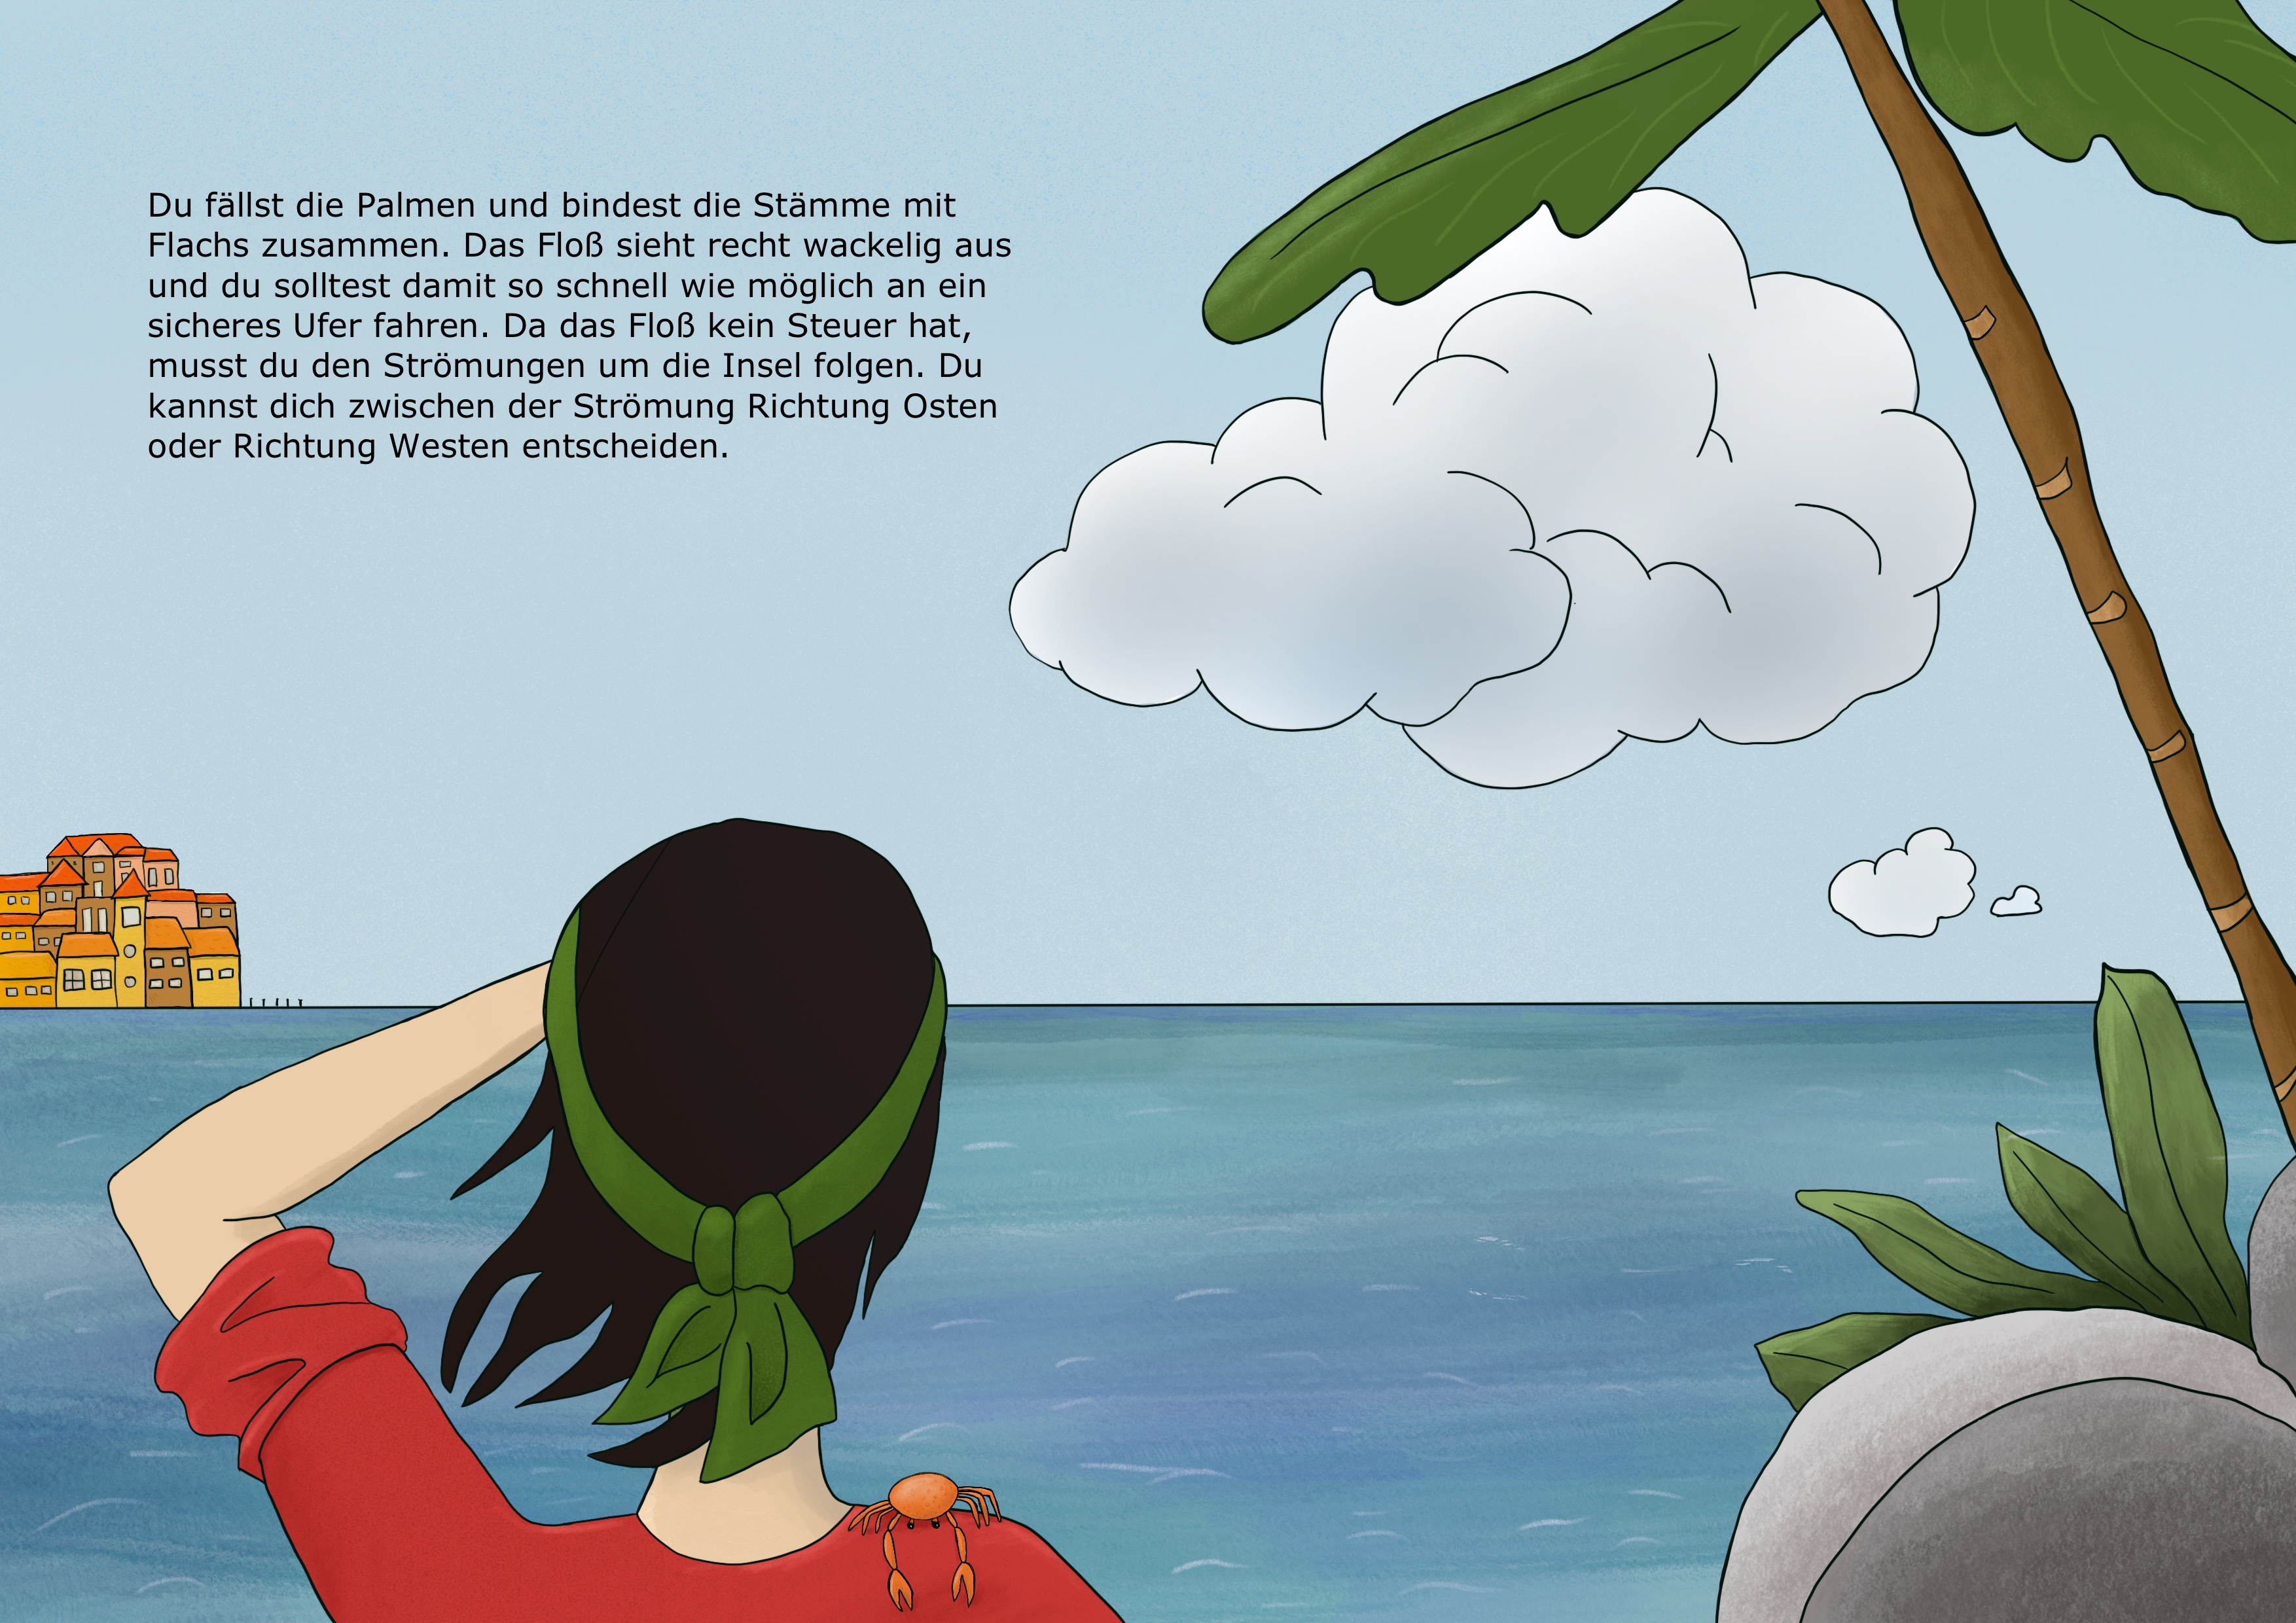 Du fällst die Palmen und bindest die Stämme mit
Flachs zusammen. Das Floß sieht recht wackelig aus
und du solltest damit so schnell wie möglich an ein
sicheres Ufer fahren. Da das Floß kein Steuer hat,
musst du den Strömungen um die Insel folgen. Du
kannst dich zwischen der Strömung Richtung Osten
oder Richtung Westen entscheiden.